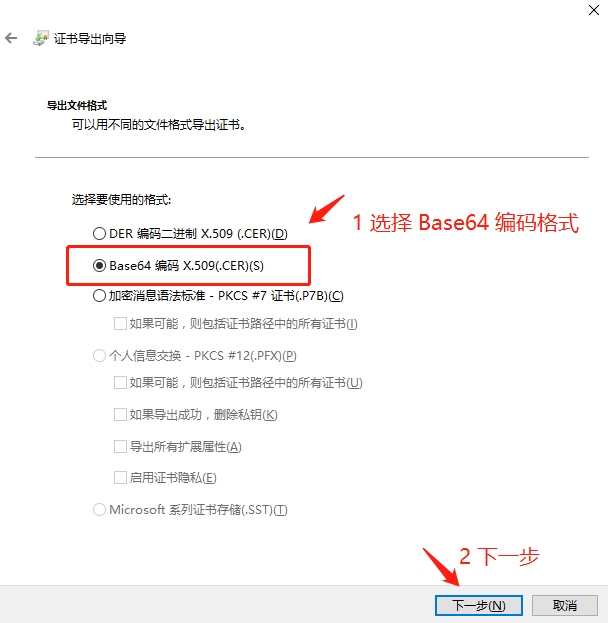 证书导出向导
导出文件格式
可以用不同的文件格式导出证书。
选择要使用的格式:
DER 编码二进制 X.509 (.CER)(D)
1 选择 Base64 编码格式
Base64 编码 X.509(.CER)(S)
加密消息语法标准 - PKCS #7 证书(.P7B)(C)
如果可能，则包括证书路径中的所有证书(I)
个人信息交换 - PKCS #12(.PFX)(P)
如果可能，则包括证书路径中的所有证书(U)
如果导出成功，删除私钥(K)
导出所有扩展属性(A)
启用证书隐私(E)
Microsoft 系列证书存储(.SST)(T)
2 下一步
下一步(N)
取消